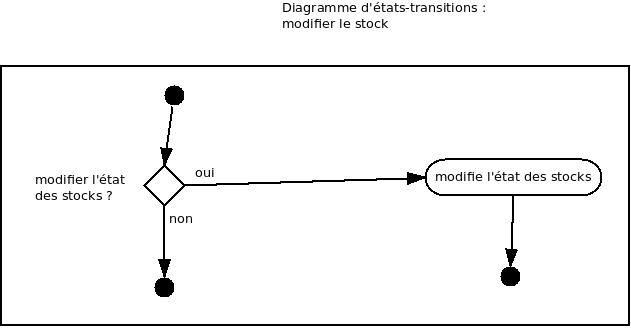 Diagramme d'états-transitions :
modifier le stock
oui
modifier l'état
des stocks ?
modifie l'état des stocks
non